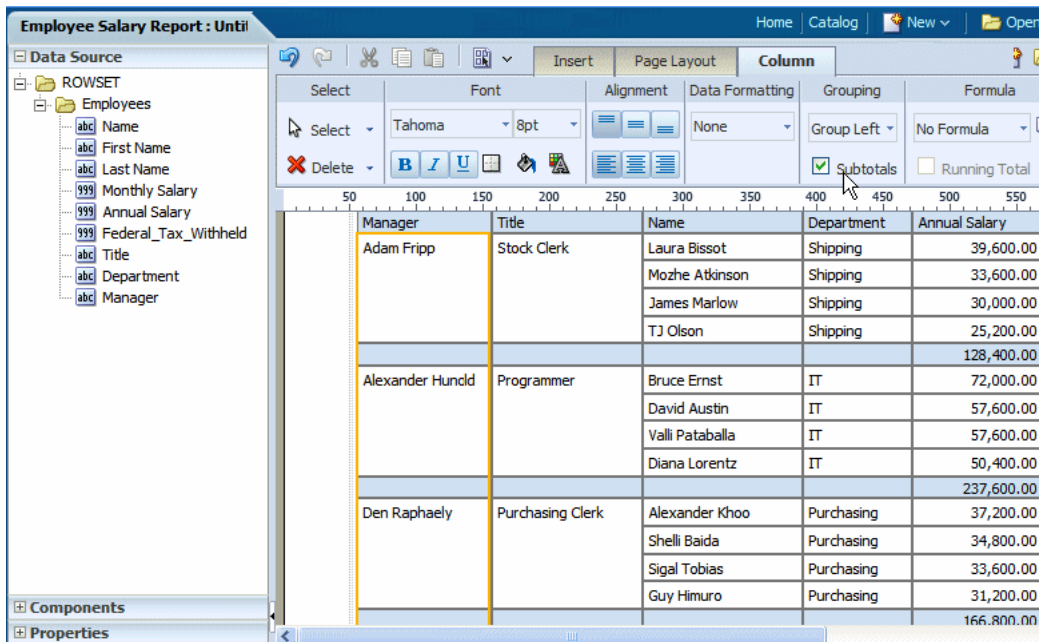 Employee Salary Report : Untit
Home Catalog New Open
Data Source
ROWSET
Employees
abc Name
abc First Name
abc Last Name
999 Monthly Salary
999 Annual Salary
999 Federal_Tax_Withheld
abc Title
abc Department
abc Manager
Components
Properties
Insert Page Layout Column
Select Font Alignment Data Formatting Grouping Formula
Select Tahoma 8pt None Group Left No Formula
Delete B I U Subtotals Running Total
50 100 150 200 250 300 350 400 450 500 550
Manager Title Name Department Annual Salary
Adam Fripp Stock Clerk Laura Bissot Shipping 39,600.00
Mozhe Atkinson Shipping 33,600.00
James Marlow Shipping 30,000.00
TJ Olson Shipping 25,200.00
128,400.00
Alexander Hunold Programmer Bruce Ernst IT 72,000.00
David Austin IT 57,600.00
Valli Pataballa IT 57,600.00
Diana Lorentz IT 50,400.00
237,600.00
Den Raphaely Purchasing Clerk Alexander Khoo Purchasing 37,200.00
Shelli Baida Purchasing 34,800.00
Sigal Tobias Purchasing 33,600.00
Guy Himuro Purchasing 31,200.00
166,800.00